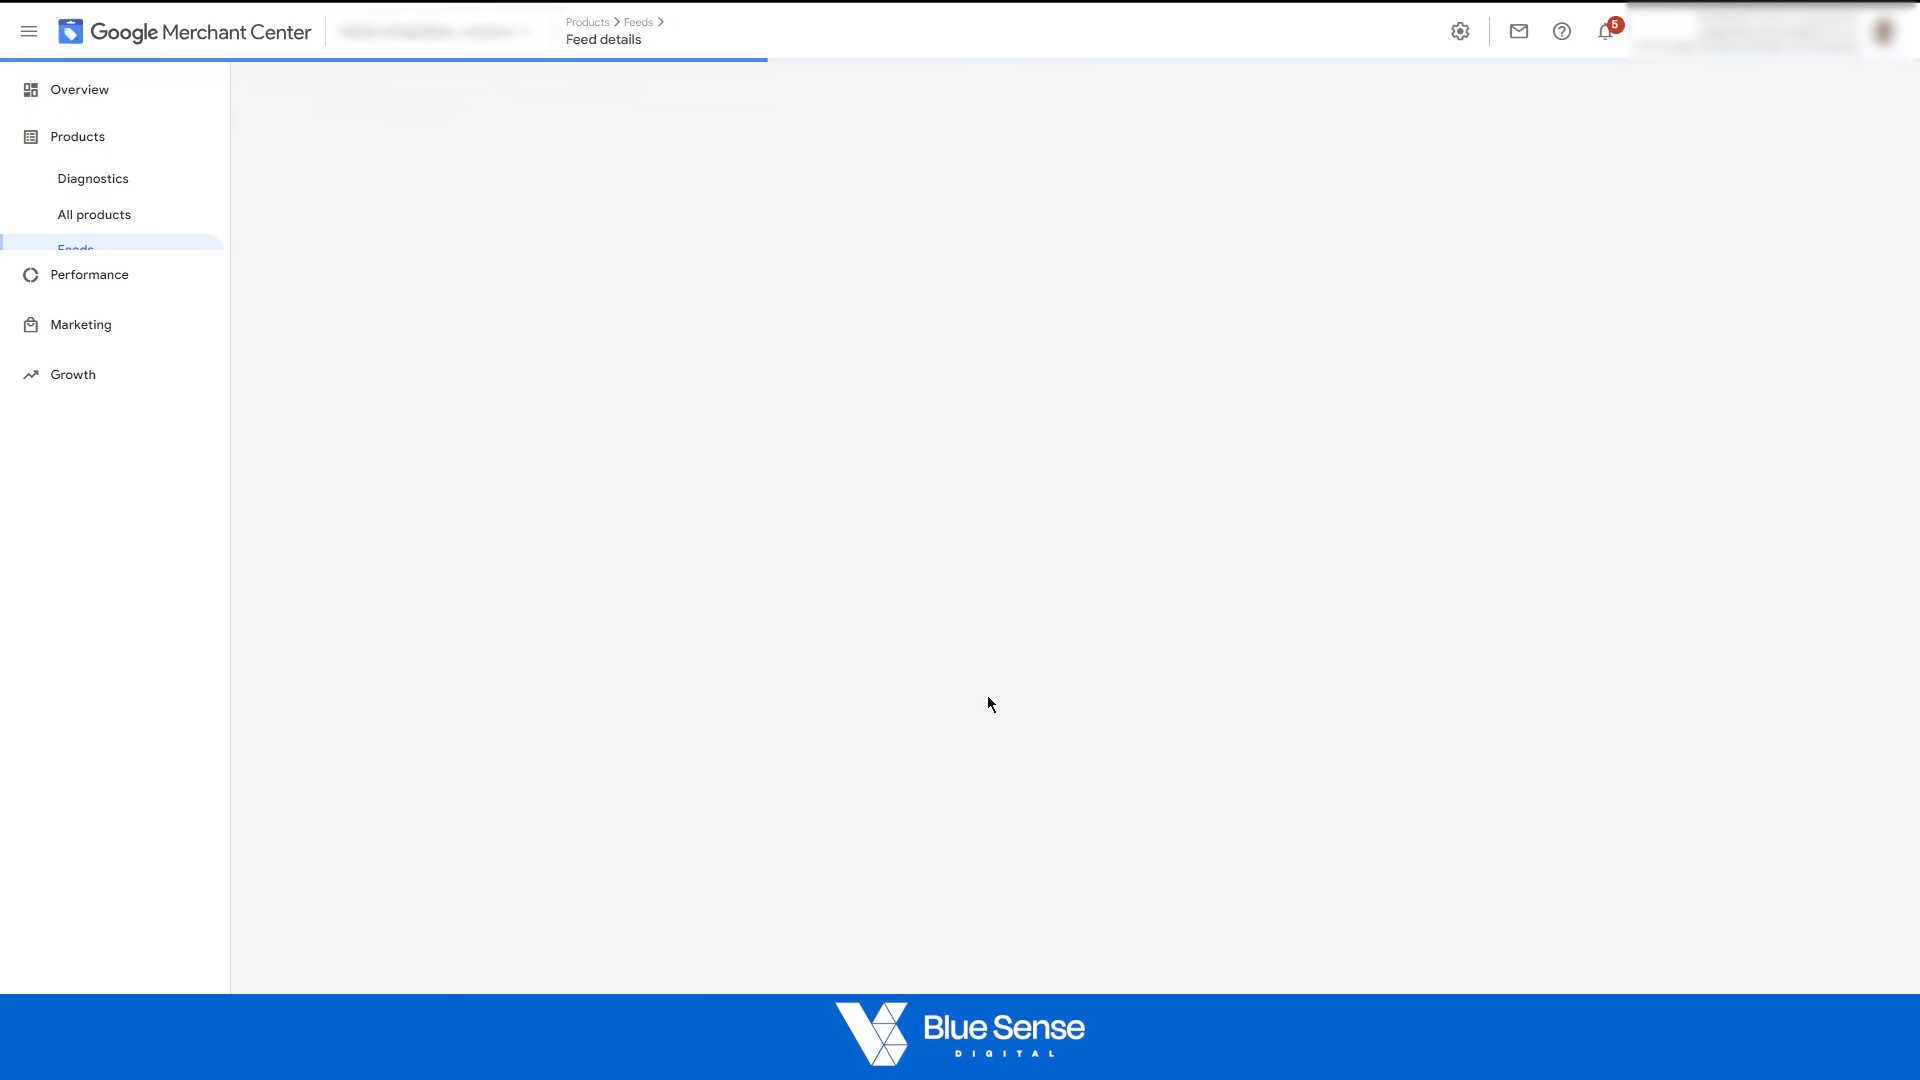 Google Merchant Center
Products > Feeds >
Feed details
5
Overview
Products
Diagnostics
All products
Feeds
Performance
Marketing
Growth
Blue Sense
DIGITAL